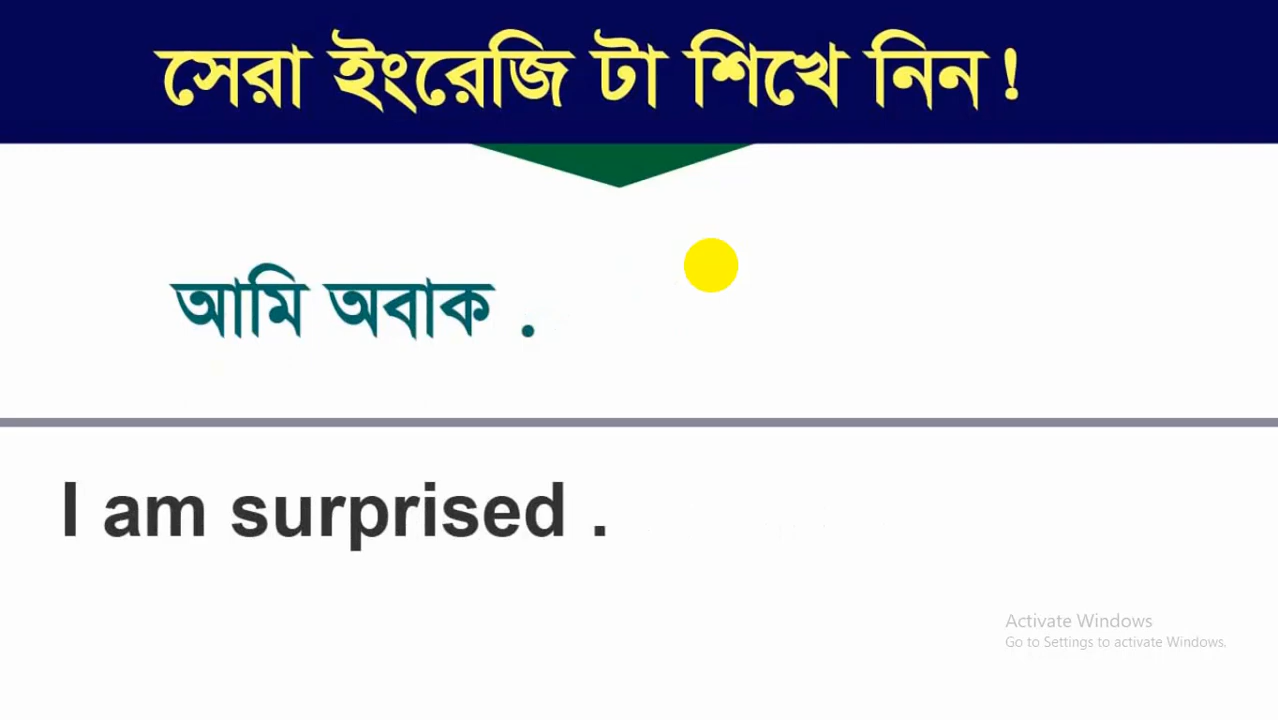 সেরা ইংরেজি টা শিখে নিন!
আমি অবাক .
I am surprised .
Activate Windows
Go to Settings to activate Windows.